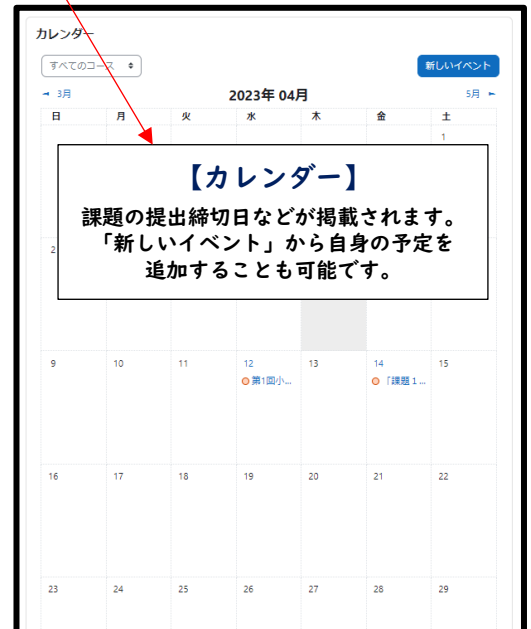 カレンダー
すべてのコース 新しいイベント
◄ 3月 2023年 04月 5月 ►
日 月 火 水 木 金 土
1
【カレンダー】
課題の提出締切日などが掲載されます。
「新しいイベント」から自身の予定を
追加することも可能です。
2
9 10 11 12 13 14 15
第1回小... 「課題1...
16 17 18 19 20 21 22
23 24 25 26 27 28 29